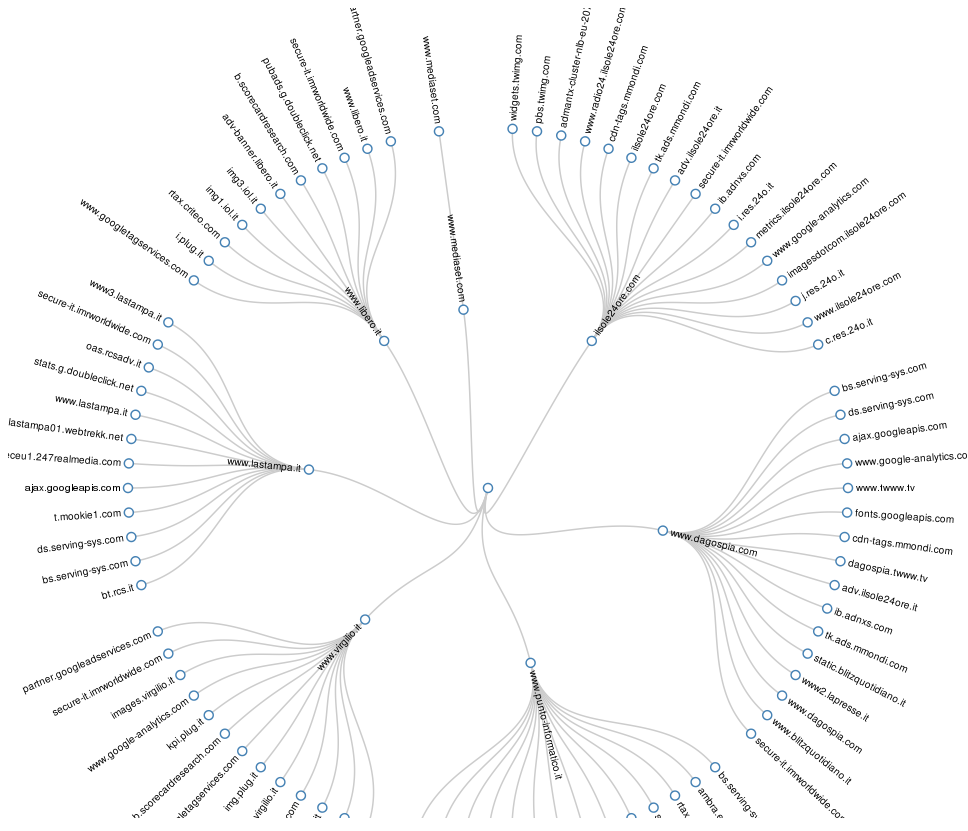 www.mediaset.com
www.mediaset.com
www.libero.it
artner.googleadservices.com
www.libero.it
secure-it.imrworldwide.com
pubads.g.doubleclick.net
b.scorecardresearch.com
adv-banner.libero.it
img3.iol.it
img1.iol.it
rtax.criteo.com
i.plug.it
www.googletagservices.com
ilsole24ore.com
widgets.twimg.com
pbs.twimg.com
admantx-cluster-nlb-eu-20
www.radio24.ilsole24ore.com
cdn-tags.mmondi.com
ilsole24ore.com
tk.ads.mmondi.com
adv.ilsole24ore.it
secure-it.imrworldwide.com
ib.adnxs.com
i.res.24o.it
metrics.ilsole24ore.com
www.google-analytics.com
imagesdotcom.ilsole24ore.com
j.res.24o.it
www.ilsole24ore.com
c.res.24o.it
www.lastampa.it
www3.lastampa.it
secure-it.imrworldwide.com
oas.rcsadv.it
stats.g.doubleclick.net
www.lastampa.it
lastampa01.webtrekk.net
eceu1.247realmedia.com
ajax.googleapis.com
t.mookie1.com
ds.serving-sys.com
bs.serving-sys.com
bt.rcs.it
www.dagospia.com
bs.serving-sys.com
ds.serving-sys.com
ajax.googleapis.com
www.google-analytics.co
www.twww.tv
fonts.googleapis.com
cdn-tags.mmondi.com
dagospia.twww.tv
adv.ilsole24ore.it
ib.adnxs.com
tk.ads.mmondi.com
static.blitzquotidiano.it
www2.lapresse.it
www.dagospia.com
www.blitzquotidiano.it
secure-it.imrworldwide.co
www.virgilio.it
partner.googleadservices.com
secure-it.imrworldwide.com
images.virgilio.it
www.google-analytics.com
kpi.plug.it
b.scorecardresearch.com
letagservices.com
img.plug.it
virgilio.it
com
it
www.punto-informatico.it
bs.serving-s
ambra.e
rtax
s